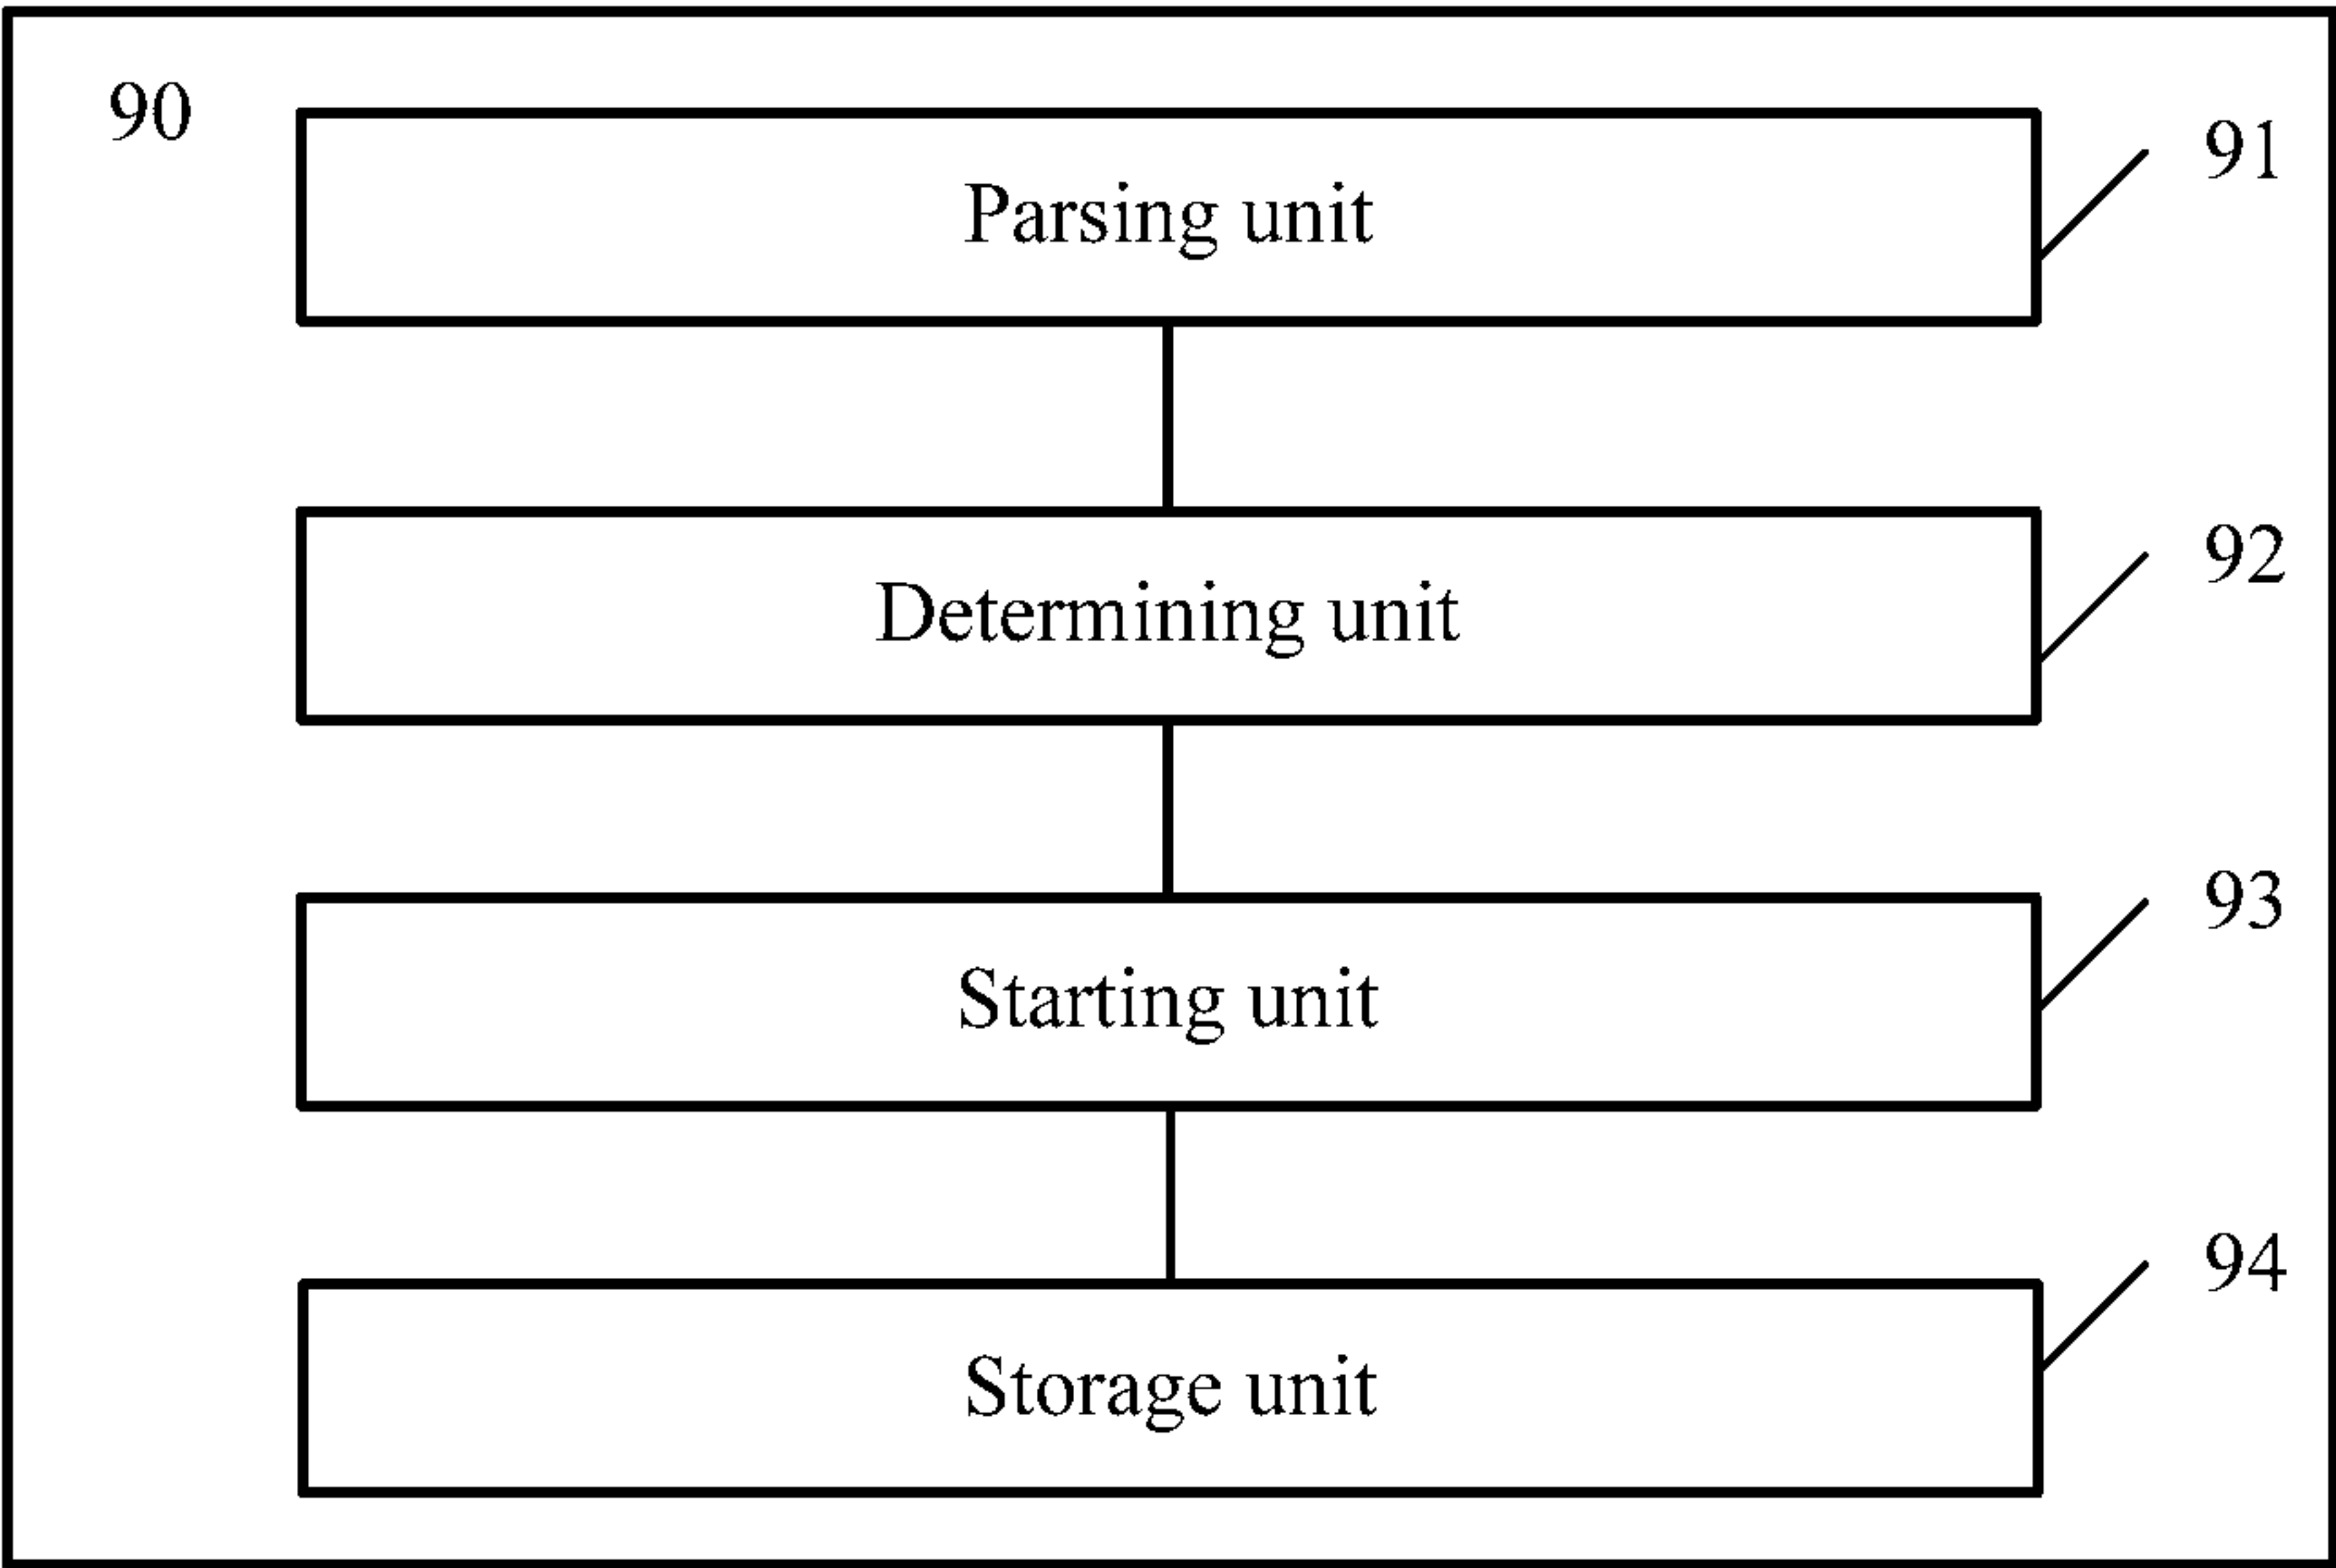 90
Parsing unit
91
Determining unit
92
Starting unit
93
Storage unit
94